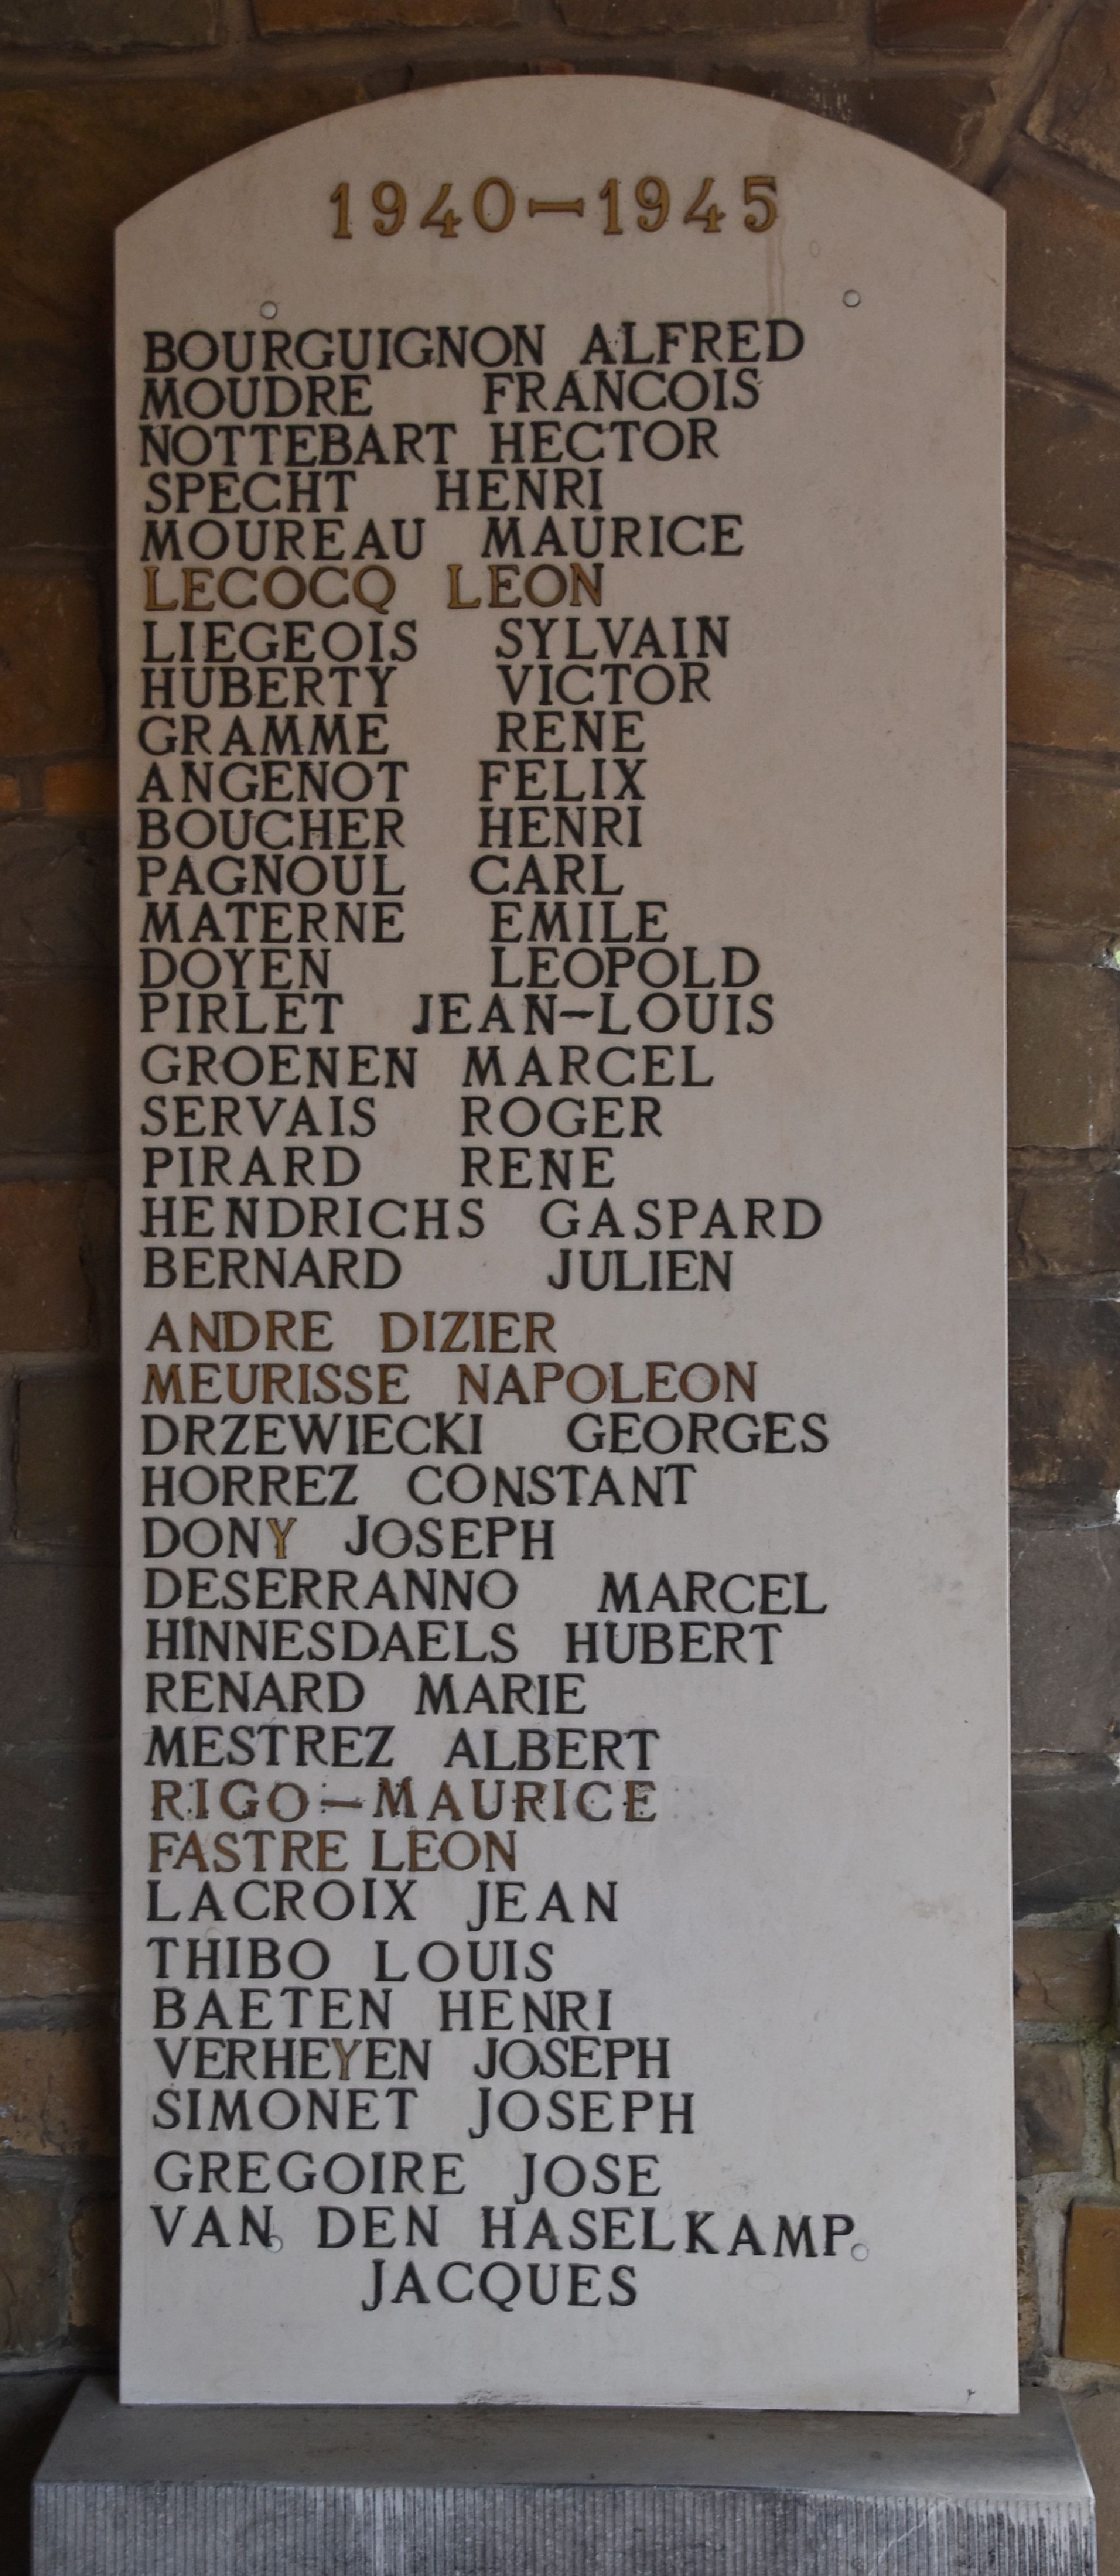 1940-1945
BOURGUIGNON ALFRED
MOUDRE FRANCOIS
NOTTEBART HECTOR
SPECHT HENRI
MOUREAU MAURICE
LECOCQ LEON
LIEGEOIS SYLVAIN
HUBERTY VICTOR
GRAMME RENE
ANGENOT FELIX
BOUCHER HENRI
PAGNOUL CARL
MATERNE EMILE
DOYEN LEOPOLD
PIRLET JEAN-LOUIS
GROENEN MARCEL
SERVAIS ROGER
PIRARD RENE
HENDRICHS GASPARD
BERNARD JULIEN
ANDRE DIZIER
MEURISSE NAPOLEON
DRZEWIECKI GEORGES
HORREZ CONSTANT
DONY JOSEPH
DESERRANNO MARCEL
HINNESDAELS HUBERT
RENARD MARIE
MESTREZ ALBERT
RIGO-MAURICE
FASTRE LEON
LACROIX JEAN
THIBO LOUIS
BAETEN HENRI
VERHEYEN JOSEPH
SIMONET JOSEPH
GREGOIRE JOSE
VAN DEN HASELKAMP
JACQUES